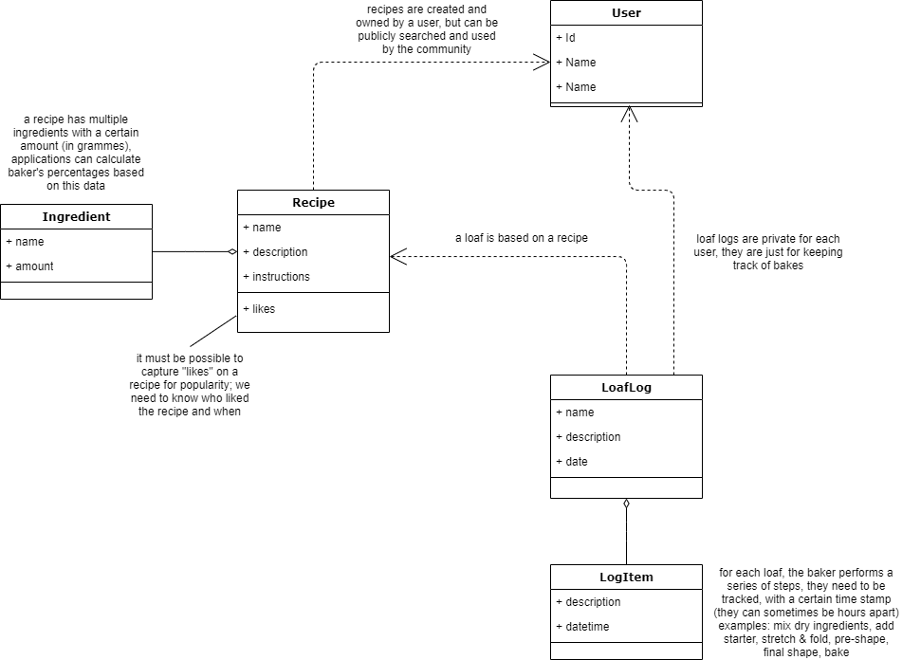 recipes are created and
owned by a user, but can be
publicly searched and used
by the community
User
+ Id
+ Name
+ Name
a recipe has multiple
ingredients with a certain
amount (in grammes),
applications can calculate
baker's percentages based
on this data
Ingredient
+ name
+ amount
Recipe
+ name
+ description
+ instructions
+ likes
a loaf is based on a recipe
loaf logs are private for each
user, they are just for keeping
track of bakes
it must be possible to
capture "likes" on a
recipe for popularity; we
need to know who liked
the recipe and when
LoafLog
+ name
+ description
+ date
LogItem
+ description
+ datetime
for each loaf, the baker performs a
series of steps, they need to be
tracked, with a certain time stamp
(they can sometimes be hours apart)
examples: mix dry ingredients, add
starter, stretch & fold, pre-shape,
final shape, bake